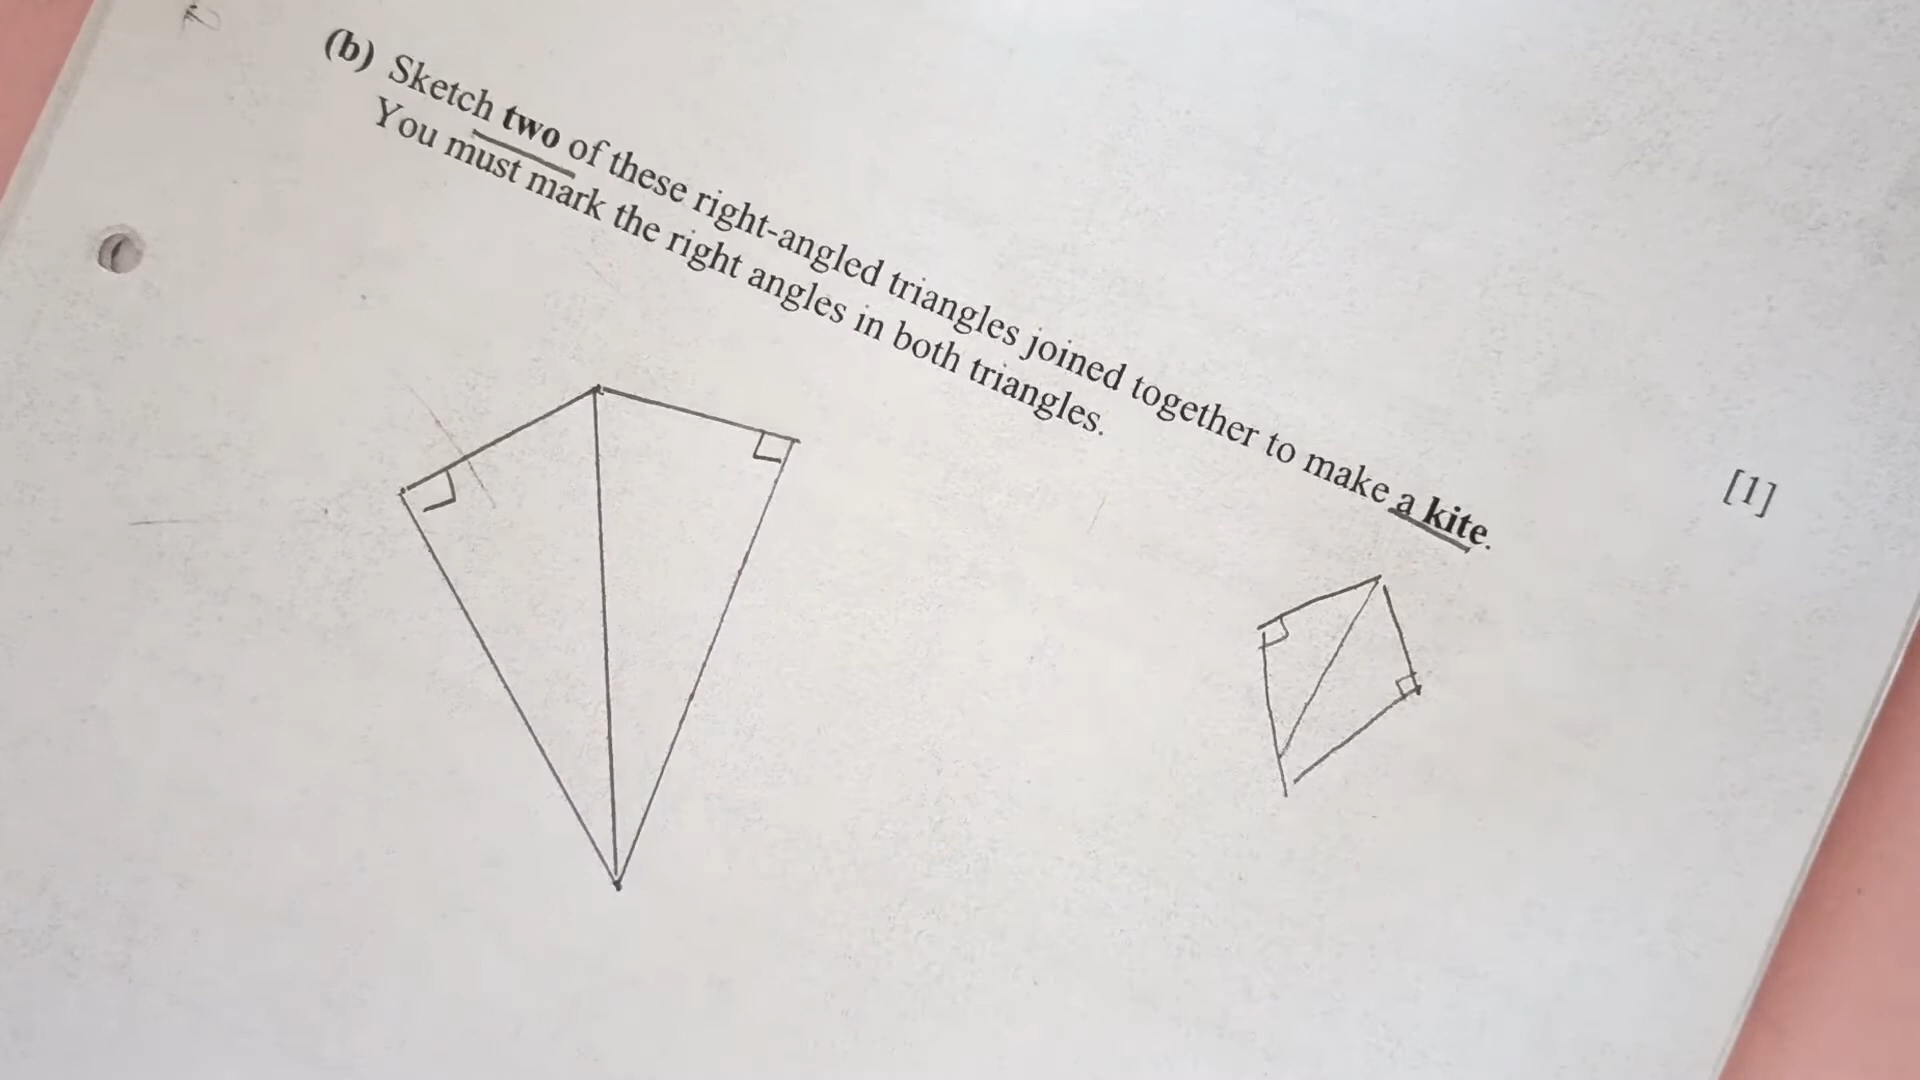 (b) Sketch two of these right-angled triangles joined together to make a kite.
You must mark the right angles in both triangles.
[1]